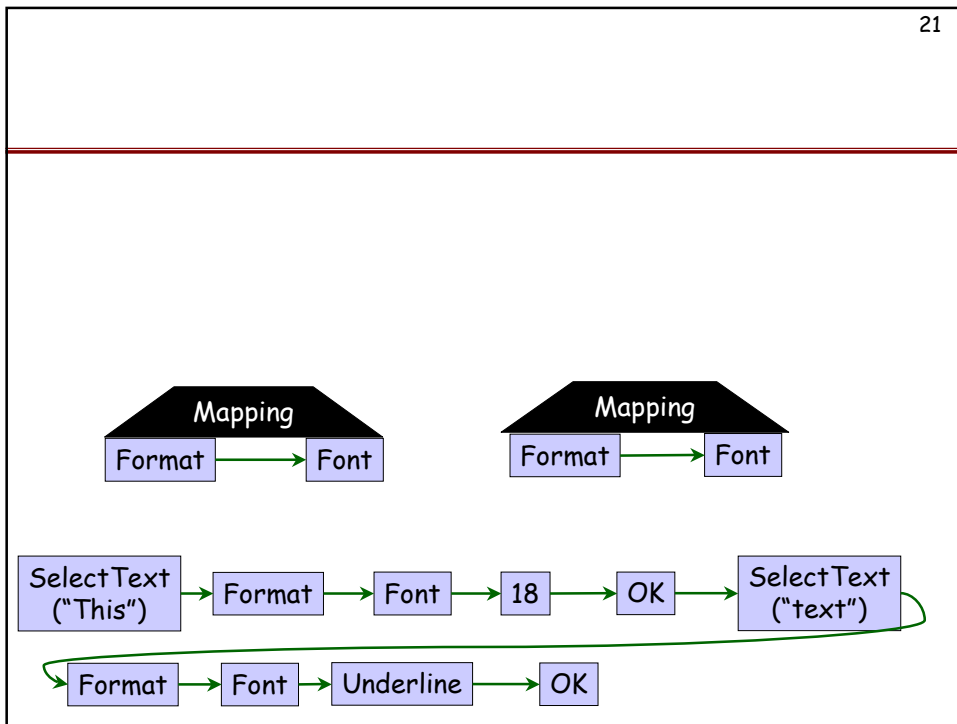 21
Mapping
Mapping
Format
Font
Format
Font
SelectText
(“This”)
Format
Font
18
OK
SelectText
(“text”)
Format
Font
Underline
OK